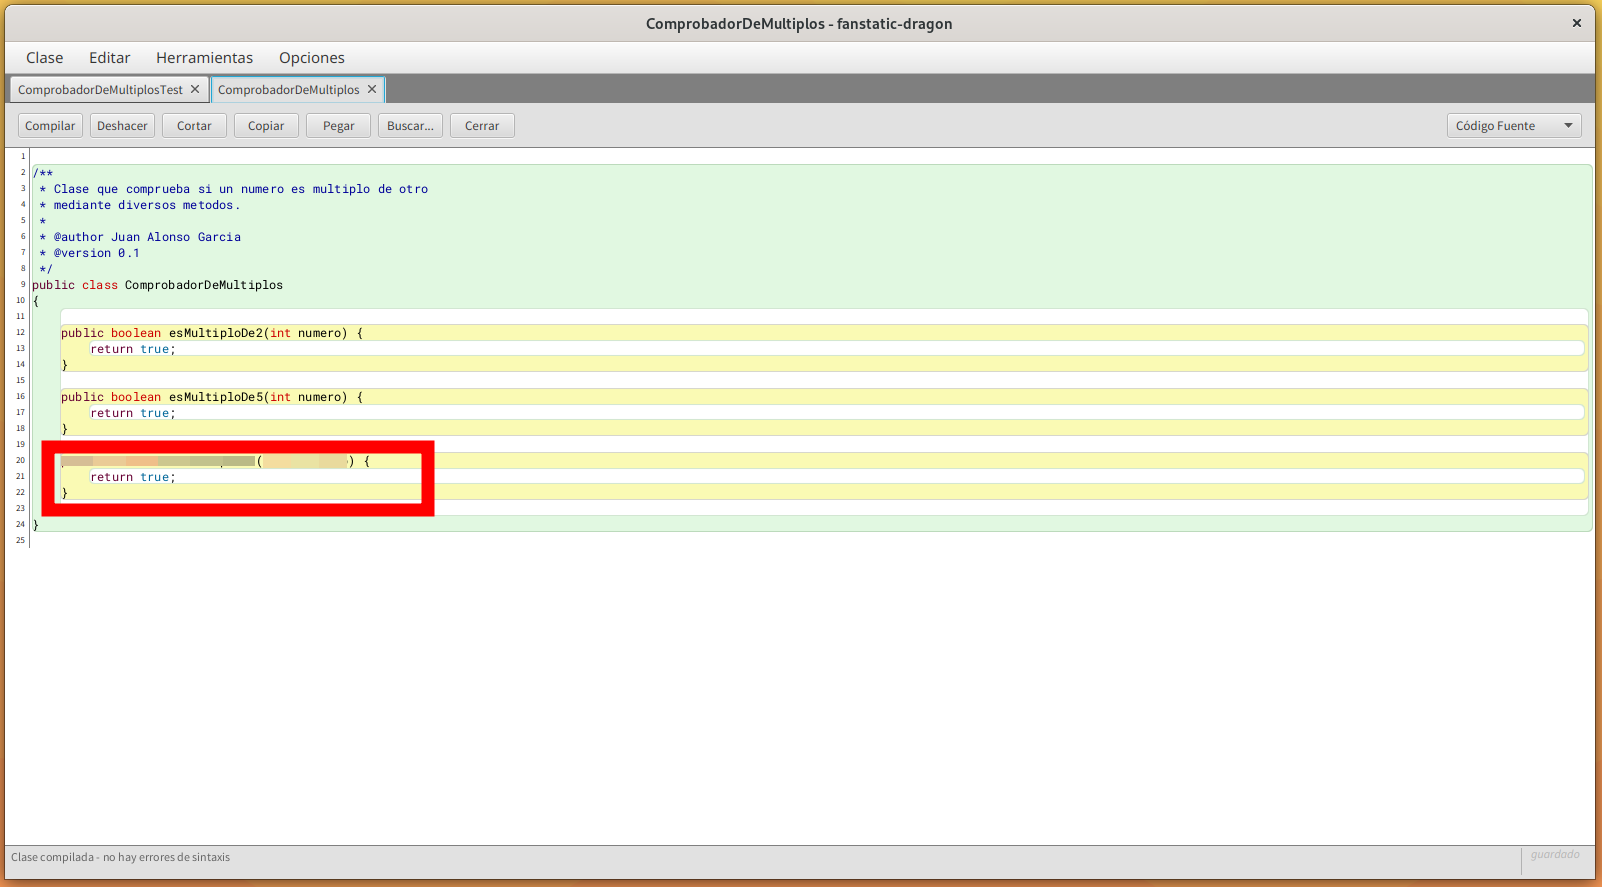 ComprobadorDeMultiplos - fanstatic-dragon
Clase Editar Herramientas Opciones
ComprobadorDeMultiplosTest ComprobadorDeMultiplos
Compilar Deshacer Cortar Copiar Pegar Buscar... Cerrar Código Fuente
1
2 /**
3  * Clase que comprueba si un numero es multiplo de otro
4  * mediante diversos metodos.
5  *
6  * @author Juan Alonso Garcia
7  * @version 0.1
8  */
9 public class ComprobadorDeMultiplos
10 {
11
12     public boolean esMultiploDe2(int numero) {
13         return true;
14     }
15
16     public boolean esMultiploDe5(int numero) {
17         return true;
18     }
19
20     ( ) {
21         return true;
22     }
23
24 }
25
Clase compilada - no hay errores de sintaxis
guardado